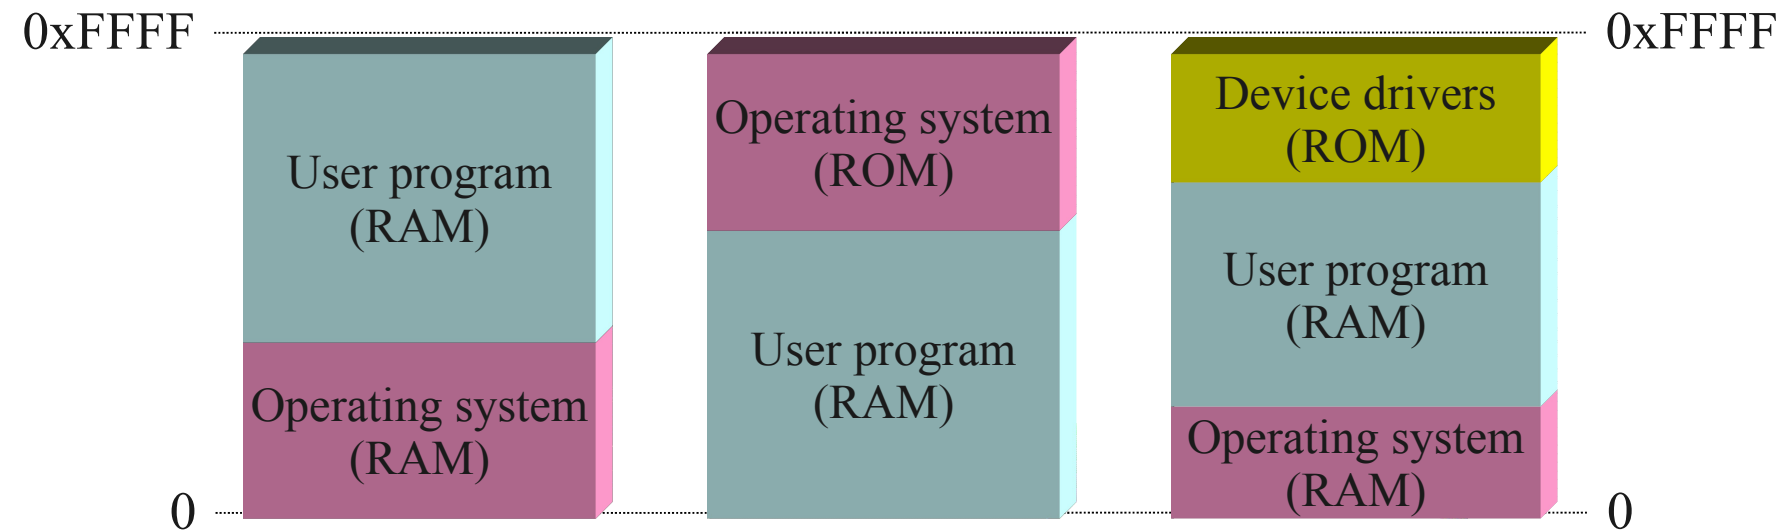 0xFFFF
User program
(RAM)
Operating system
(RAM)
0
Operating system
(ROM)
User program
(RAM)
Device drivers
(ROM)
User program
(RAM)
Operating system
(RAM)
0xFFFF
0